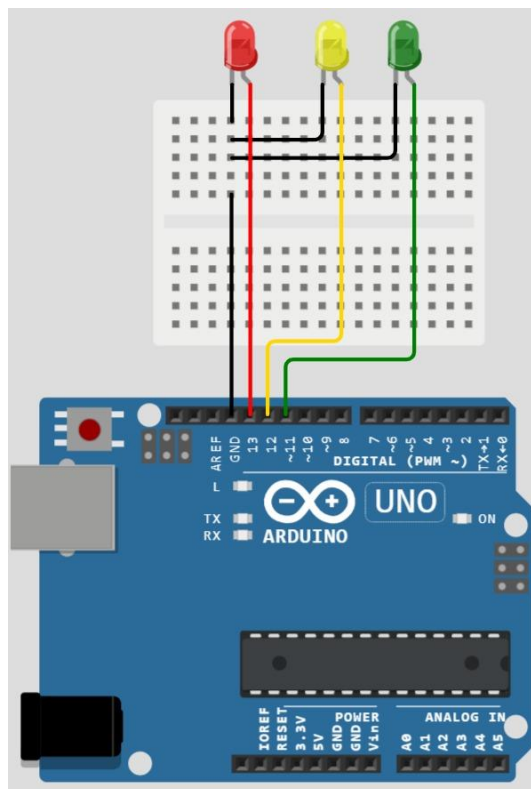 AREF
GND
13
12
~11
~10
~9
8
7
~6
~5
4
~3
2
TX→1
RX←0
DIGITAL (PWM ~)
L
TX
RX
ARDUINO
UNO
ON
POWER
ANALOG IN
IOREF
RESET
3.3V
5V
GND
GND
Vin
A0
A1
A2
A3
A4
A5